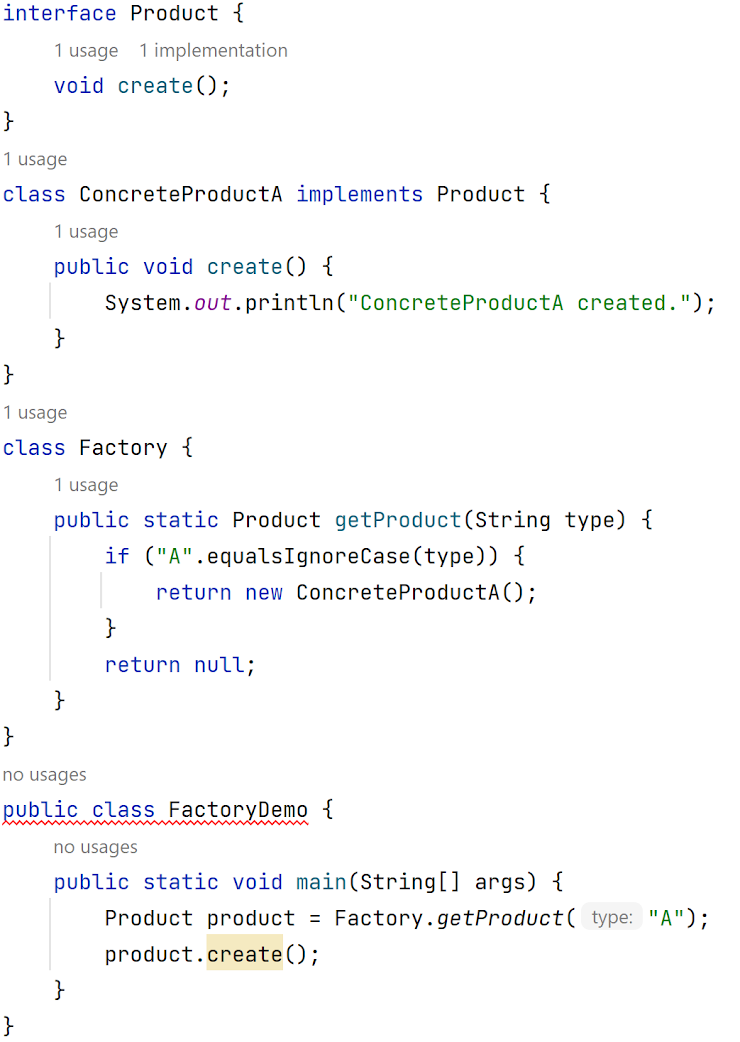 interface Product {
1 usage 1 implementation
void create();
}
1 usage
class ConcreteProductA implements Product {
1 usage
public void create() {
System.out.println("ConcreteProductA created.");
}
}
1 usage
class Factory {
1 usage
public static Product getProduct(String type) {
if ("A".equalsIgnoreCase(type)) {
return new ConcreteProductA();
}
return null;
}
}
no usages
public class FactoryDemo {
no usages
public static void main(String[] args) {
Product product = Factory.getProduct( type: "A");
product.create();
}
}